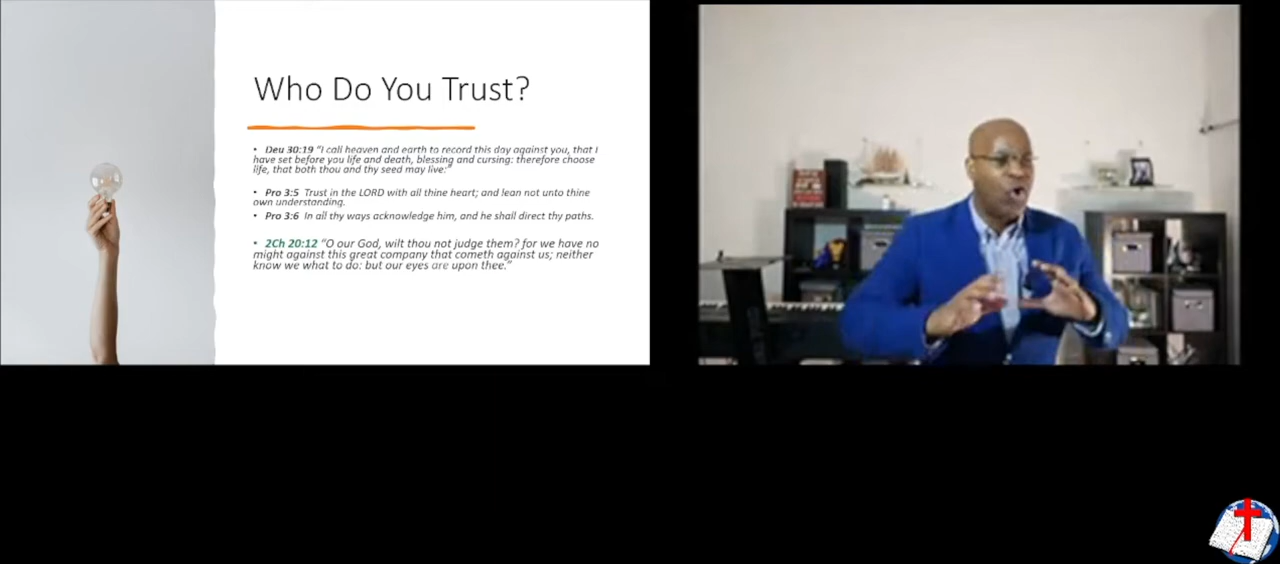 Who Do You Trust?
• Deu 30:19 “I call heaven and earth to record this day against you, that I
have set before you life and death, blessing and cursing: therefore choose
life, that both thou and thy seed may live:”
• Pro 3:5 Trust in the LORD with all thine heart; and lean not unto thine
own understanding.
• Pro 3:6 In all thy ways acknowledge him, and he shall direct thy paths.
• 2Ch 20:12 “O our God, wilt thou not judge them? for we have no
might against this great company that cometh against us; neither
know we what to do: but our eyes are upon thee.”